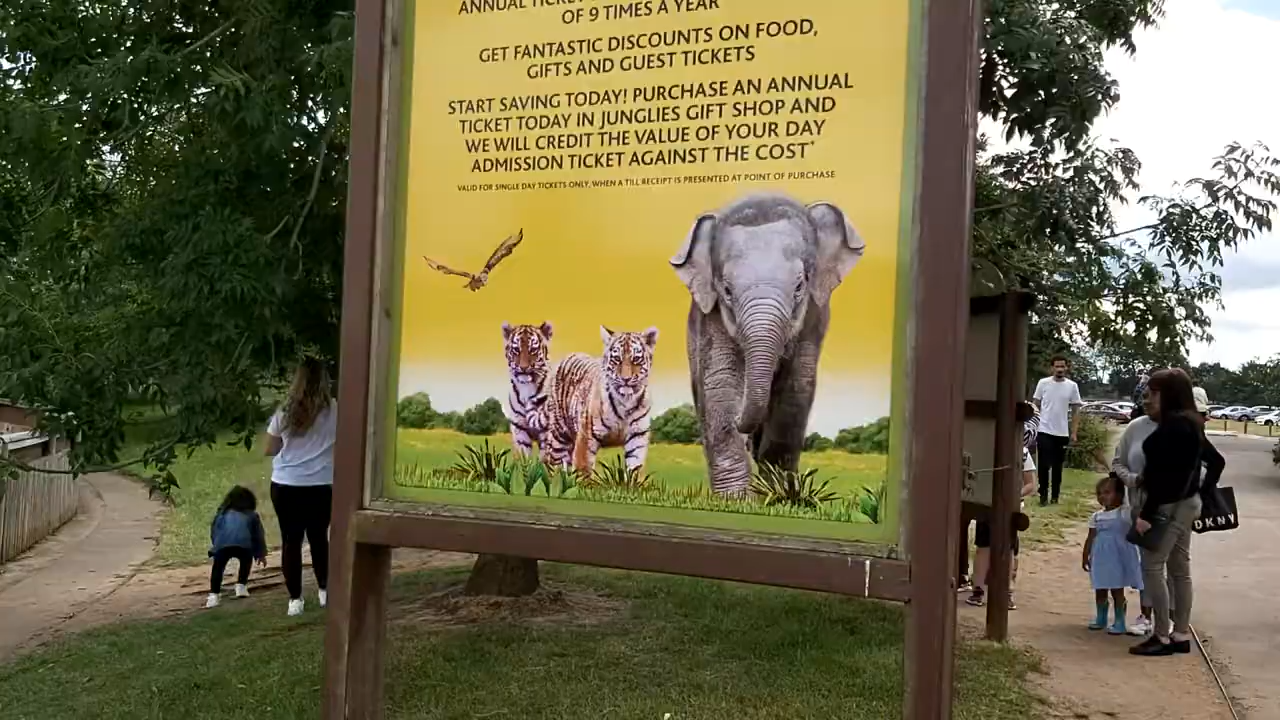 ANNUAL TICKET
OF 9 TIMES A YEAR
GET FANTASTIC DISCOUNTS ON FOOD,
GIFTS AND GUEST TICKETS
START SAVING TODAY! PURCHASE AN ANNUAL
TICKET TODAY IN JUNGLIES GIFT SHOP AND
WE WILL CREDIT THE VALUE OF YOUR DAY
ADMISSION TICKET AGAINST THE COST*
VALID FOR SINGLE DAY TICKETS ONLY, WHEN A TILL RECEIPT IS PRESENTED AT POINT OF PURCHASE
DKNY